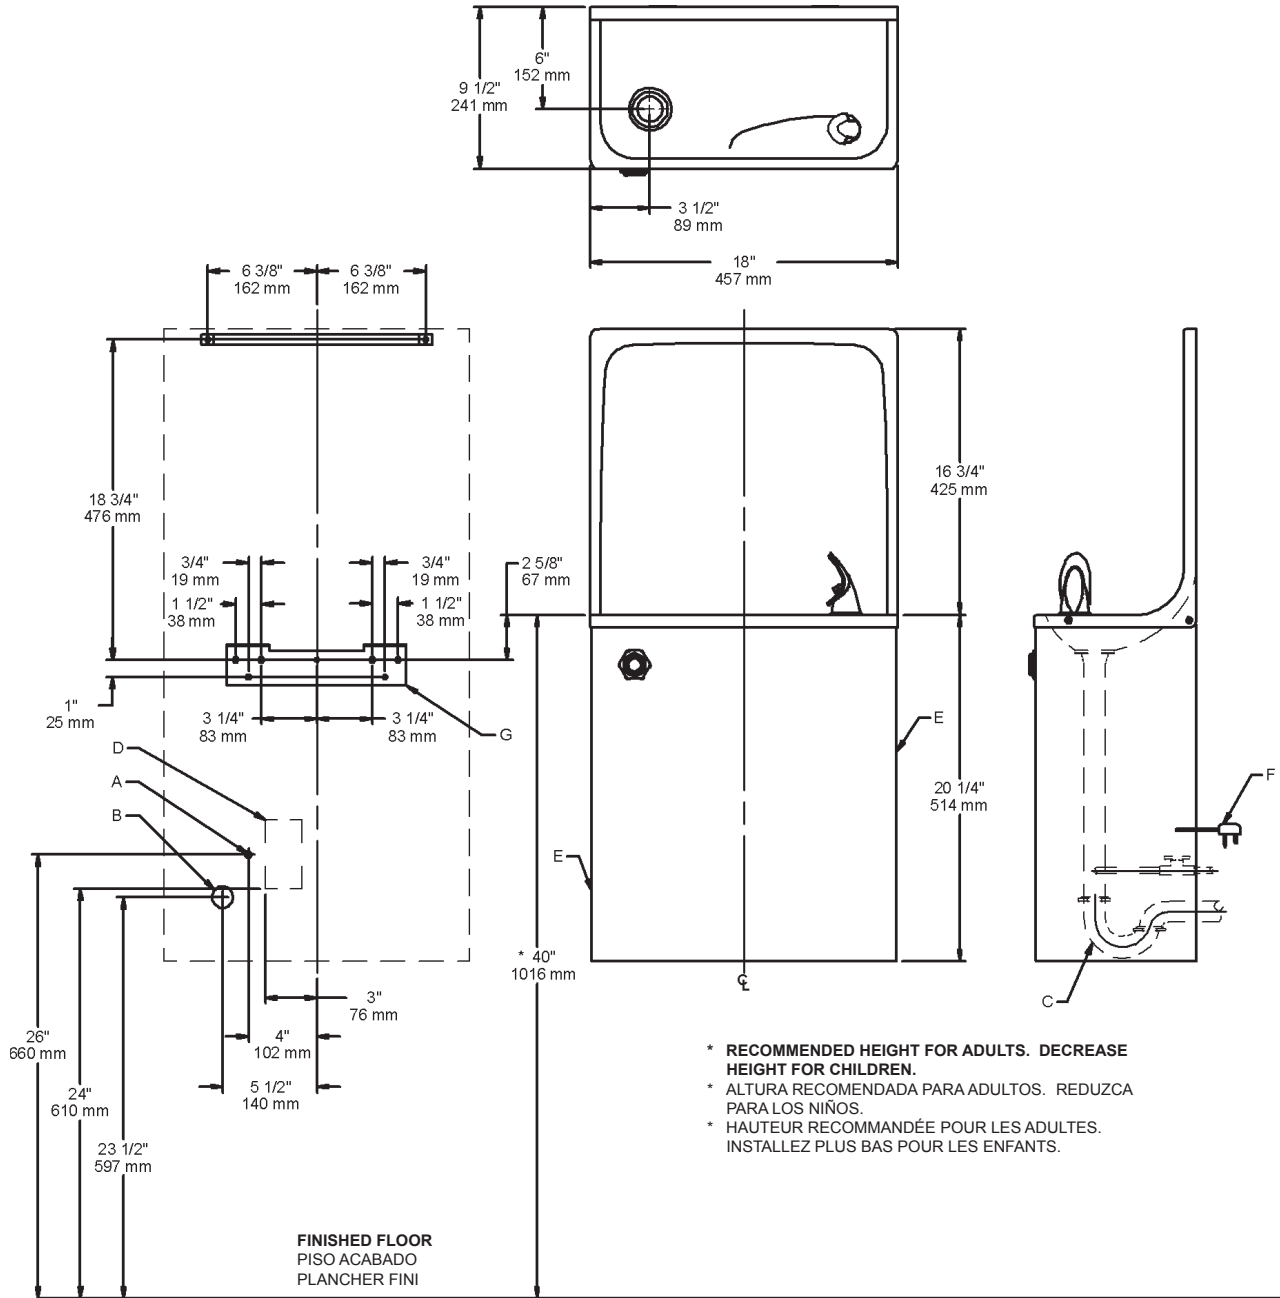 6"
152 mm
9 1/2"
241 mm
3 1/2"
89 mm
18"
457 mm
6 3/8"
162 mm
6 3/8"
162 mm
18 3/4"
476 mm
16 3/4"
425 mm
3/4"
19 mm
3/4"
19 mm
2 5/8"
67 mm
1 1/2"
38 mm
1 1/2"
38 mm
1"
25 mm
3 1/4"
83 mm
3 1/4"
83 mm
G
D
A
B
E
E
20 1/4"
514 mm
F
C
* 40"
1016 mm
℄
3"
76 mm
4"
102 mm
5 1/2"
140 mm
26"
660 mm
24"
610 mm
23 1/2"
597 mm
* RECOMMENDED HEIGHT FOR ADULTS. DECREASE
HEIGHT FOR CHILDREN.
* ALTURA RECOMENDADA PARA ADULTOS. REDUZCA
PARA LOS NIÑOS.
* HAUTEUR RECOMMANDÉE POUR LES ADULTES.
INSTALLEZ PLUS BAS POUR LES ENFANTS.
FINISHED FLOOR
PISO ACABADO
PLANCHER FINI